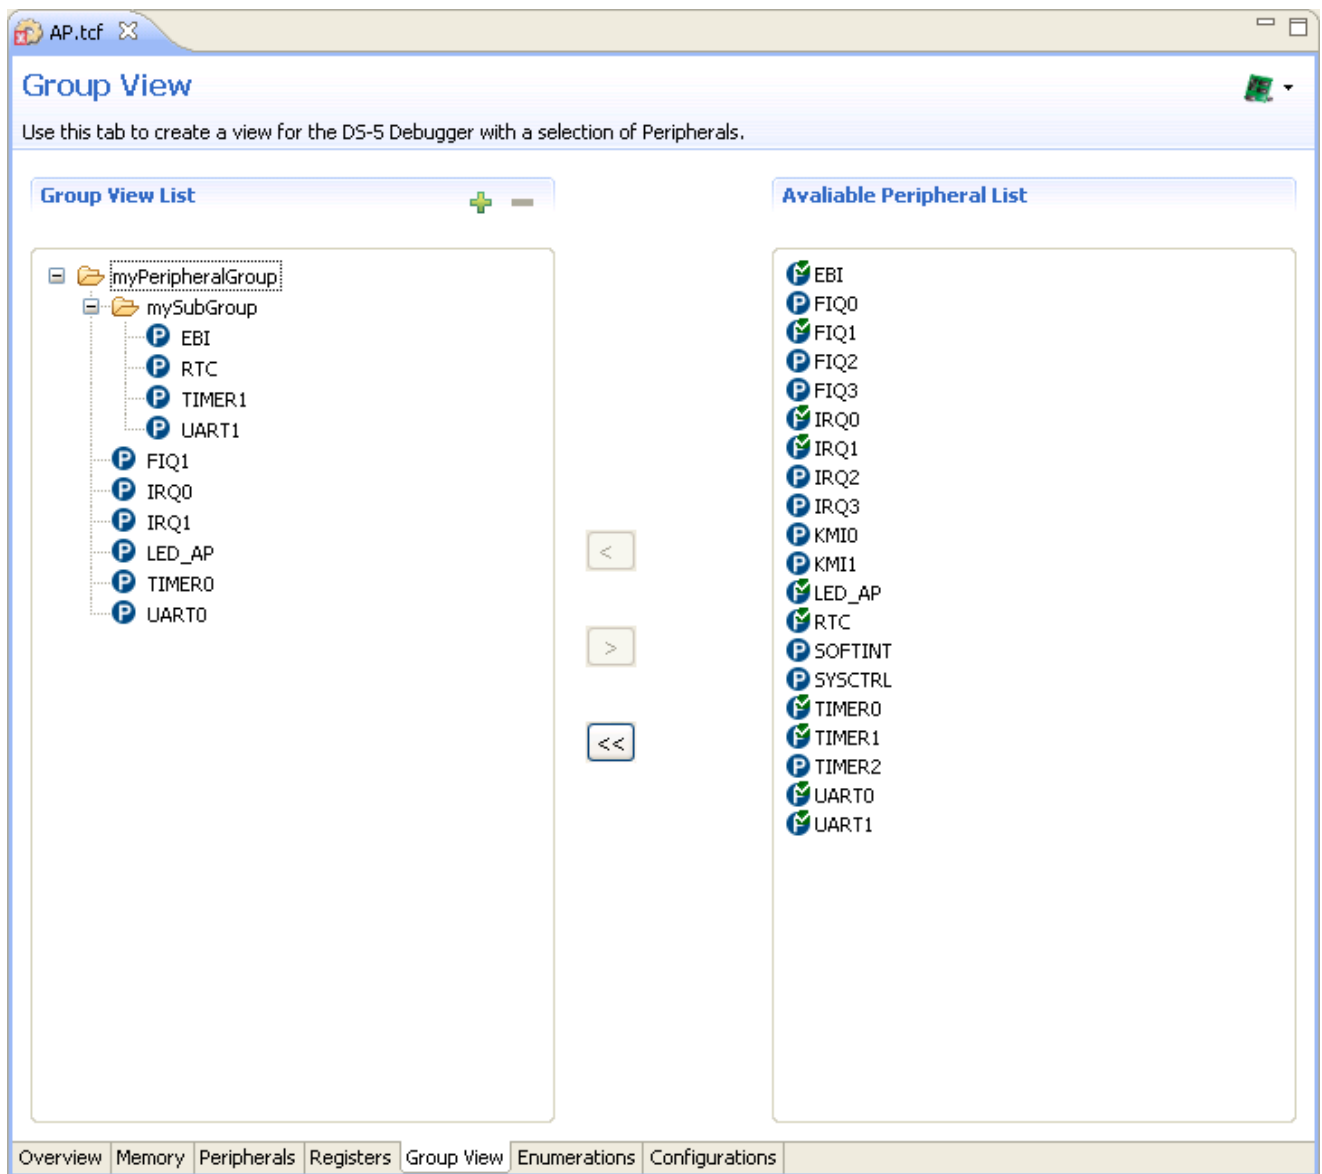 AP.tcf
Group View
Use this tab to create a view for the DS-5 Debugger with a selection of Peripherals.
Group View List
myPeripheralGroup
mySubGroup
P EBI
P RTC
P TIMER1
P UART1
P FIQ1
P IRQ0
P IRQ1
P LED_AP
P TIMER0
P UART0
<
>
<<
Avaliable Peripheral List
P EBI
P FIQ0
P FIQ1
P FIQ2
P FIQ3
P IRQ0
P IRQ1
P IRQ2
P IRQ3
P KMI0
P KMI1
P LED_AP
P RTC
P SOFTINT
P SYSCTRL
P TIMER0
P TIMER1
P TIMER2
P UART0
P UART1
Overview Memory Peripherals Registers Group View Enumerations Configurations